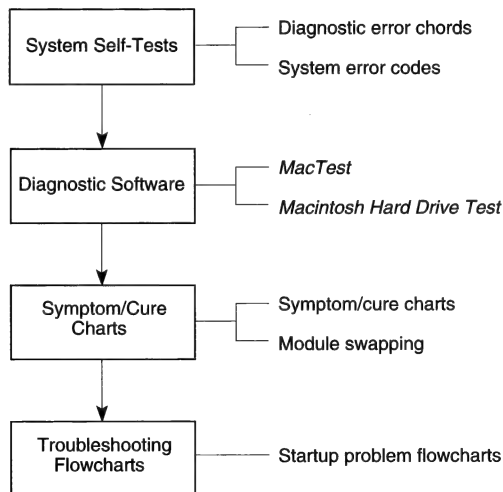 System Self-Tests
Diagnostic error chords
System error codes
Diagnostic Software
MacTest
Macintosh Hard Drive Test
Symptom/Cure
Charts
Symptom/cure charts
Module swapping
Troubleshooting
Flowcharts
Startup problem flowcharts